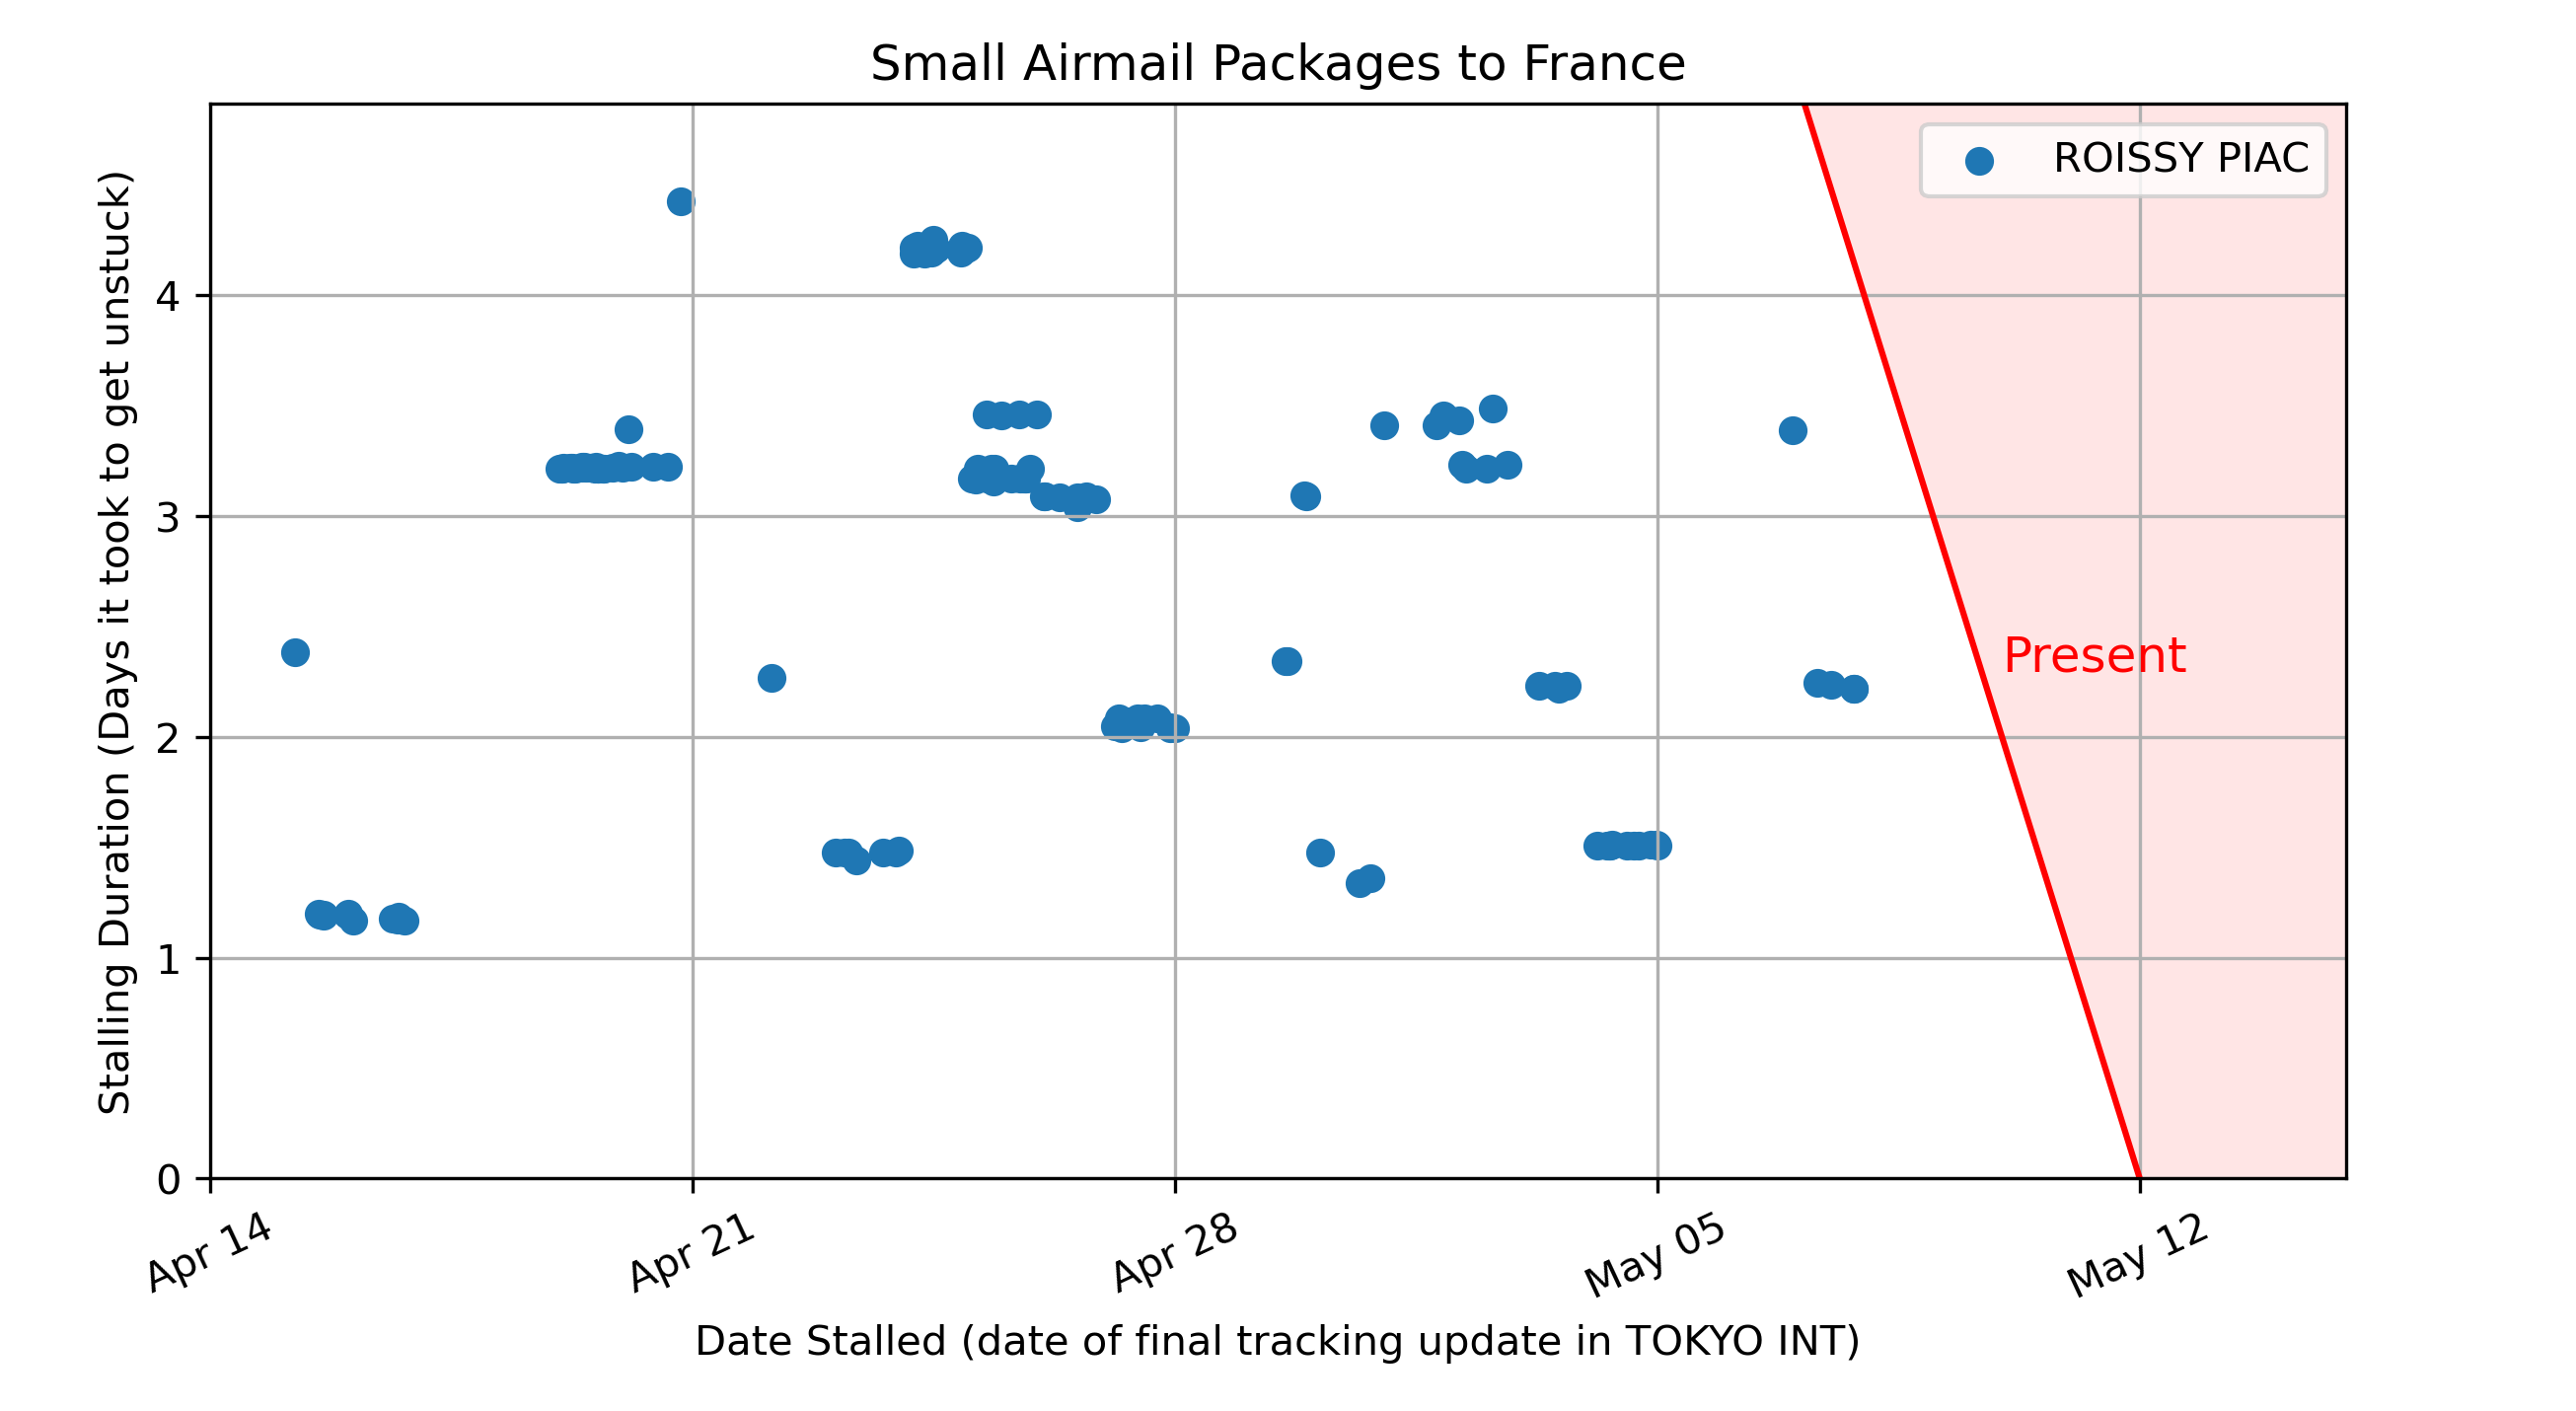 Small Airmail Packages to France
ROISSY PIAC
Present
Stalling Duration (Days it took to get unstuck)
4
3
2
1
0
Apr 14
Apr 21
Apr 28
May 05
May 12
Date Stalled (date of final tracking update in TOKYO INT)